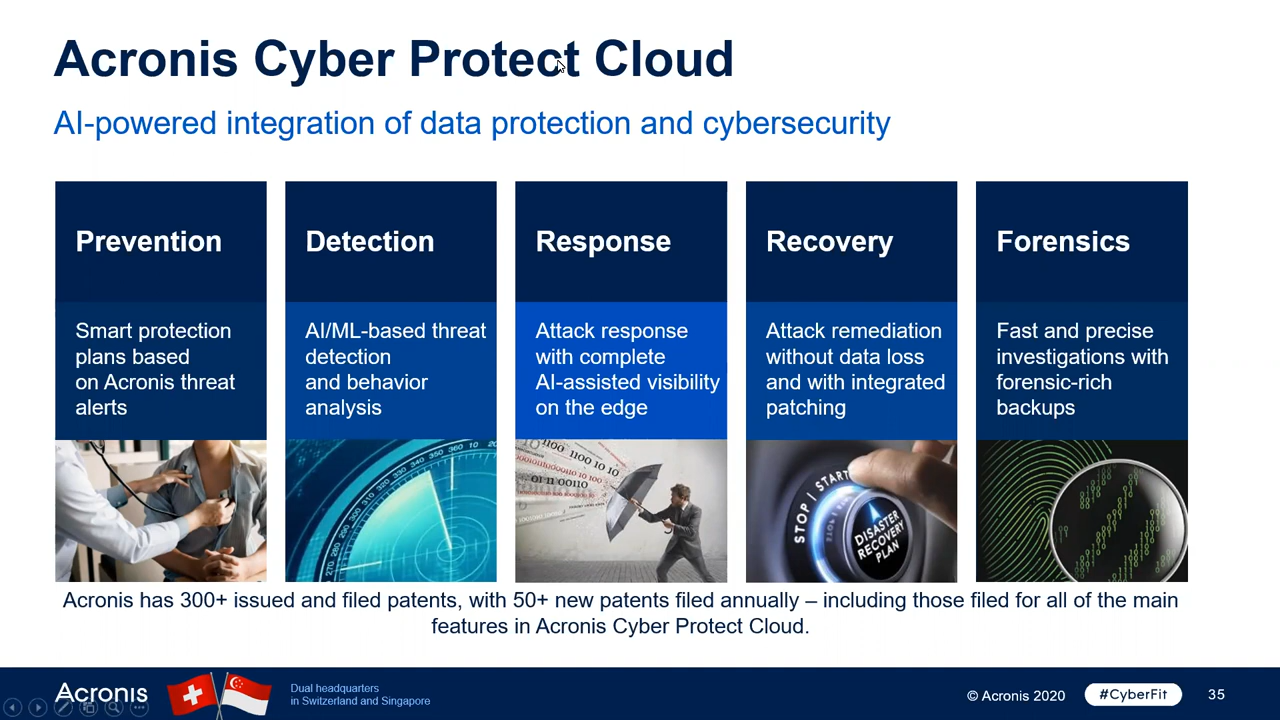 Acronis Cyber Protect Cloud
AI-powered integration of data protection and cybersecurity
Prevention
Smart protection
plans based
on Acronis threat
alerts
Detection
AI/ML-based threat
detection
and behavior
analysis
Response
Attack response
with complete
AI-assisted visibility
on the edge
Recovery
Attack remediation
without data loss
and with integrated
patching
Forensics
Fast and precise
investigations with
forensic-rich
backups
STOP | START
DISASTER
RECOVERY
PLAN
Acronis has 300+ issued and filed patents, with 50+ new patents filed annually – including those filed for all of the main
features in Acronis Cyber Protect Cloud.
Acronis
Dual headquarters
in Switzerland and Singapore
© Acronis 2020
#CyberFit
35